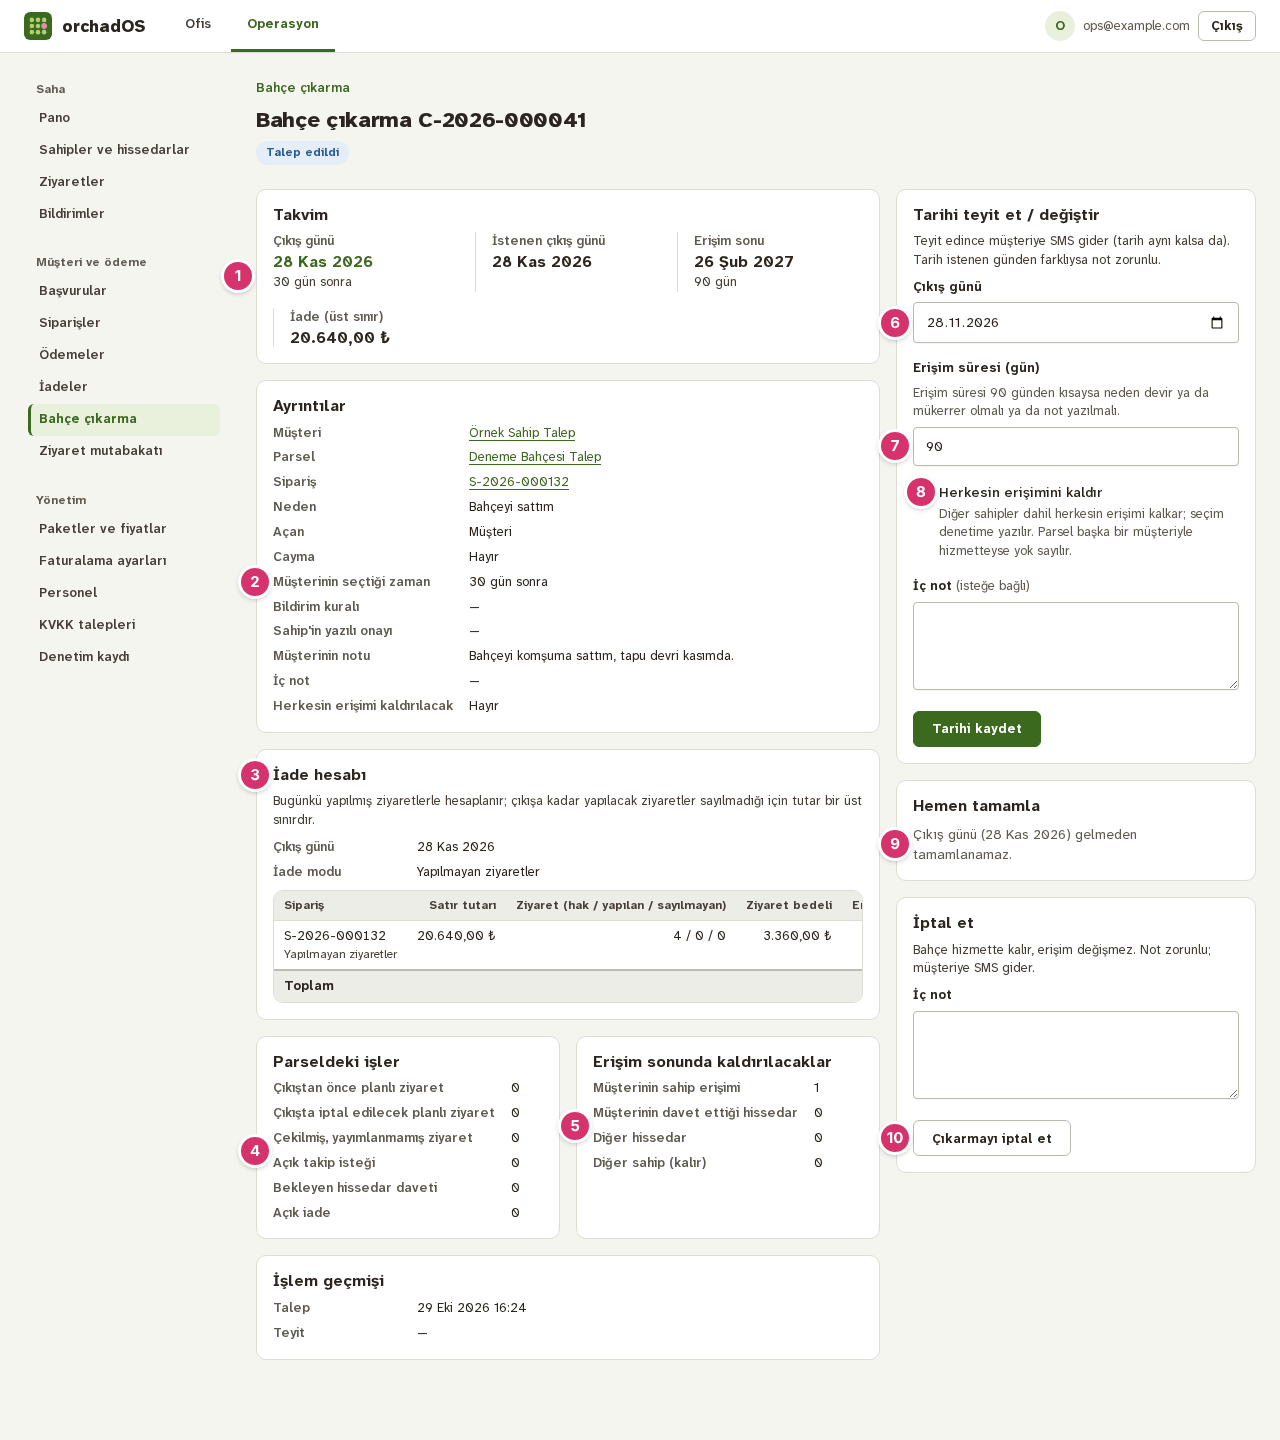 orchadOS
Ofis
Operasyon
O
ops@example.com
Çıkış
Saha
Pano
Sahipler ve hissedarlar
Ziyaretler
Bildirimler
Müşteri ve ödeme
Başvurular
Siparişler
Ödemeler
İadeler
Bahçe çıkarma
Ziyaret mutabakatı
Yönetim
Paketler ve fiyatlar
Faturalama ayarları
Personel
KVKK talepleri
Denetim kaydı
Bahçe çıkarma
Bahçe çıkarma C-2026-000041
Talep edildi
1
Takvim
Çıkış günü
28 Kas 2026
30 gün sonra
İstenen çıkış günü
28 Kas 2026
Erişim sonu
26 Şub 2027
90 gün
İade (üst sınır)
20.640,00 ₺
Ayrıntılar
Müşteri Örnek Sahip Talep
Parsel Deneme Bahçesi Talep
Sipariş S-2026-000132
Neden Bahçeyi sattım
Açan Müşteri
Cayma Hayır
2 Müşterinin seçtiği zaman 30 gün sonra
Bildirim kuralı —
Sahip'in yazılı onayı —
Müşterinin notu Bahçeyi komşuma sattım, tapu devri kasımda.
İç not —
Herkesin erişimi kaldırılacak Hayır
3 İade hesabı
Bugünkü yapılmış ziyaretlerle hesaplanır; çıkışa kadar yapılacak ziyaretler sayılmadığı için tutar bir üst
sınırdır.
Çıkış günü 28 Kas 2026
İade modu Yapılmayan ziyaretler
Sipariş Satır tutarı Ziyaret (hak / yapılan / sayılmayan) Ziyaret bedeli
S-2026-000132 20.640,00 ₺ 4 / 0 / 0 3.360,00 ₺
Yapılmayan ziyaretler
Toplam
Parseldeki işler
Çıkıştan önce planlı ziyaret 0
Çıkışta iptal edilecek planlı ziyaret 0
Çekilmiş, yayımlanmamış ziyaret 0
4
Açık takip isteği 0
Bekleyen hissedar daveti 0
Açık iade 0
Erişim sonunda kaldırılacaklar
Müşterinin sahip erişimi 1
Müşterinin davet ettiği hissedar 0
5
Diğer hissedar 0
Diğer sahip (kalır) 0
İşlem geçmişi
Talep 29 Eki 2026 16:24
Teyit —
Tarihi teyit et / değiştir
Teyit edince müşteriye SMS gider (tarih aynı kalsa da).
Tarih istenen günden farklıysa not zorunlu.
Çıkış günü
6 28.11.2026
Erişim süresi (gün)
Erişim süresi 90 günden kısaysa neden devir ya da
mükerrer olmalı ya da not yazılmalı.
7 90
8 Herkesin erişimini kaldır
Diğer sahipler dahil herkesin erişimi kalkar; seçim
denetime yazılır. Parsel başka bir müşteriyle
hizmetteyse yok sayılır.
İç not (isteğe bağlı)
Tarihi kaydet
Hemen tamamla
9
Çıkış günü (28 Kas 2026) gelmeden
tamamlanamaz.
İptal et
Bahçe hizmette kalır, erişim değişmez. Not zorunlu;
müşteriye SMS gider.
İç not
10 Çıkarmayı iptal et